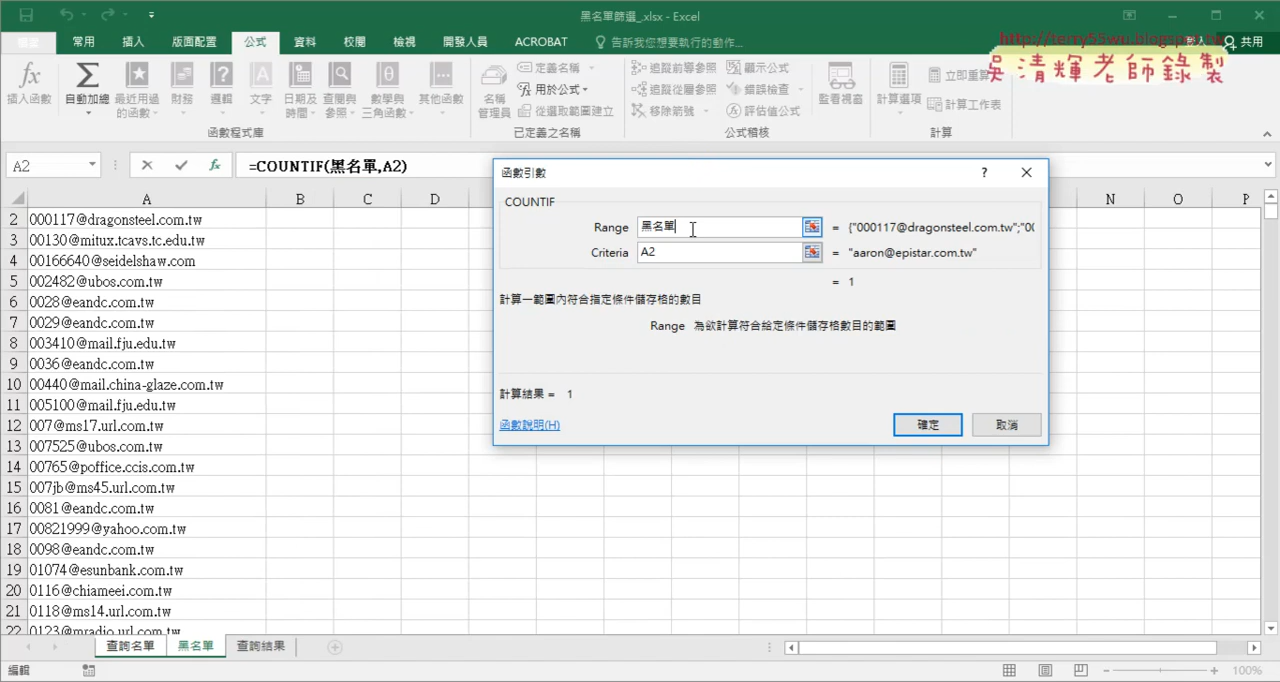 黑名單篩選_.xlsx - Excel
常用 插入 版面配置 公式 資料 校閱 檢視 開發人員 ACROBAT 告訴我您想要執行的動作... 共用
http://terry55wu.blogspot.tw
吳清輝老師錄製
插入函數 自動加總 最近用過的函數 財務 邏輯 文字 日期及時間 查閱與參照 數學與三角函數 其他函數
名稱管理員 定義名稱 用於公式 從選取範圍建立
追蹤前導參照 追蹤從屬參照 移除箭號 顯示公式 錯誤檢查 評估值公式 監看視窗
計算選項 立即重算 計算工作表
函數程式庫 已定義之名稱 公式稽核 計算
A2 =COUNTIF(黑名單,A2)
A B C D N O P
2 000117@dragonsteel.com.tw
3 00130@mitux.tcavs.tc.edu.tw
4 00166640@edelshaw.com
5 002482@ubos.com.tw
6 0028@eandc.com.tw
7 0029@eandc.com.tw
8 003410@mail.fju.edu.tw
9 0036@eandc.com.tw
10 00440@mail.china-glaze.com.tw
11 005100@mail.fju.edu.tw
12 007@ms17.url.com.tw
13 007525@ubos.com.tw
14 00765@poffice.ccis.com.tw
15 007jb@ms45.url.com.tw
16 0081@eandc.com.tw
17 00821999@yahoo.com.tw
18 0098@eandc.com.tw
19 01074@esunbank.com.tw
20 0116@chiameei.com.tw
21 0118@ms14.url.com.tw
22 0123@mradio.url.com.tw
函數引數 ?
COUNTIF
Range 黑名單 = {"000117@dragonsteel.com.tw";"00
Criteria A2 = "aaron@epistar.com.tw"
= 1
計算一範圍內符合指定條件儲存格的數目
Range 為欲計算符合給定條件儲存格數目的範圍
計算結果 = 1
函數說明(H) 確定 取消
查詢名單 黑名單 查詢結果
編輯 100%